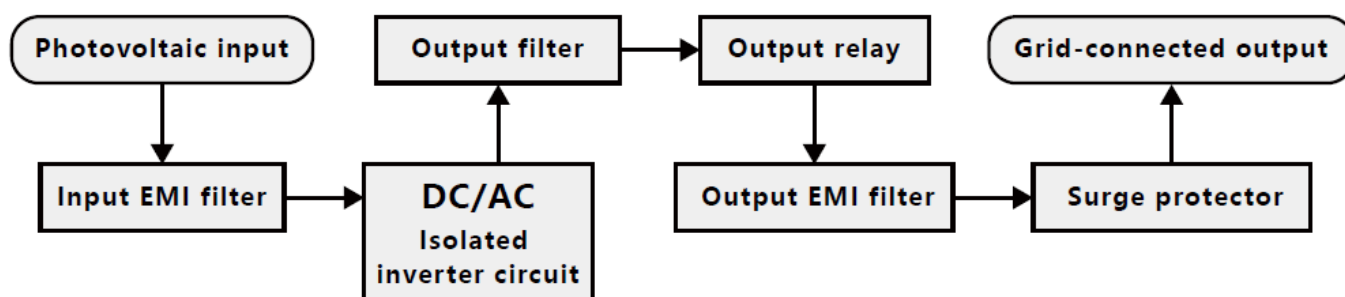 Photovoltaic input
Input EMI filter
DC/AC
Isolated
inverter circuit
Output filter
Output relay
Output EMI filter
Surge protector
Grid-connected output